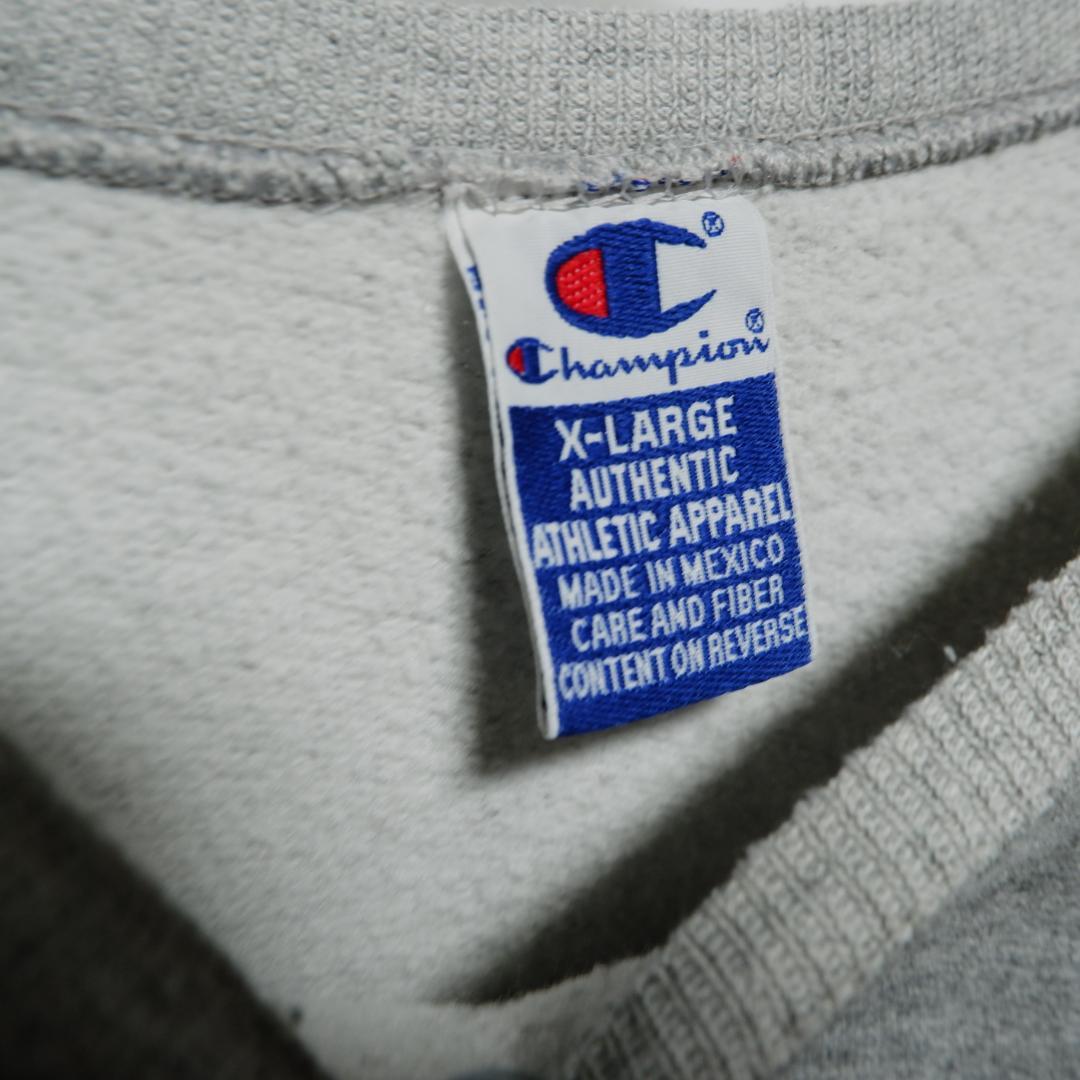 Champion
X-LARGE
AUTHENTIC
ATHLETIC APPAREL
MADE IN MEXICO
CARE AND FIBER
CONTENT ON REVERSE